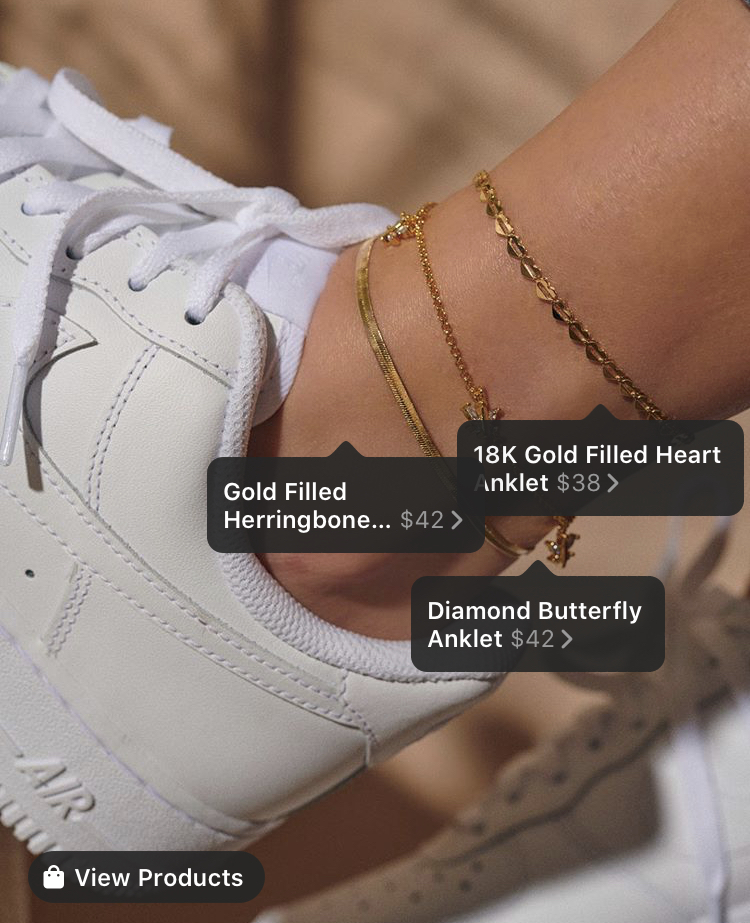 18K Gold Filled Heart
Anklet $38
Gold Filled
Herringbone... $42
Diamond Butterfly
Anklet $42
AIR
View Products